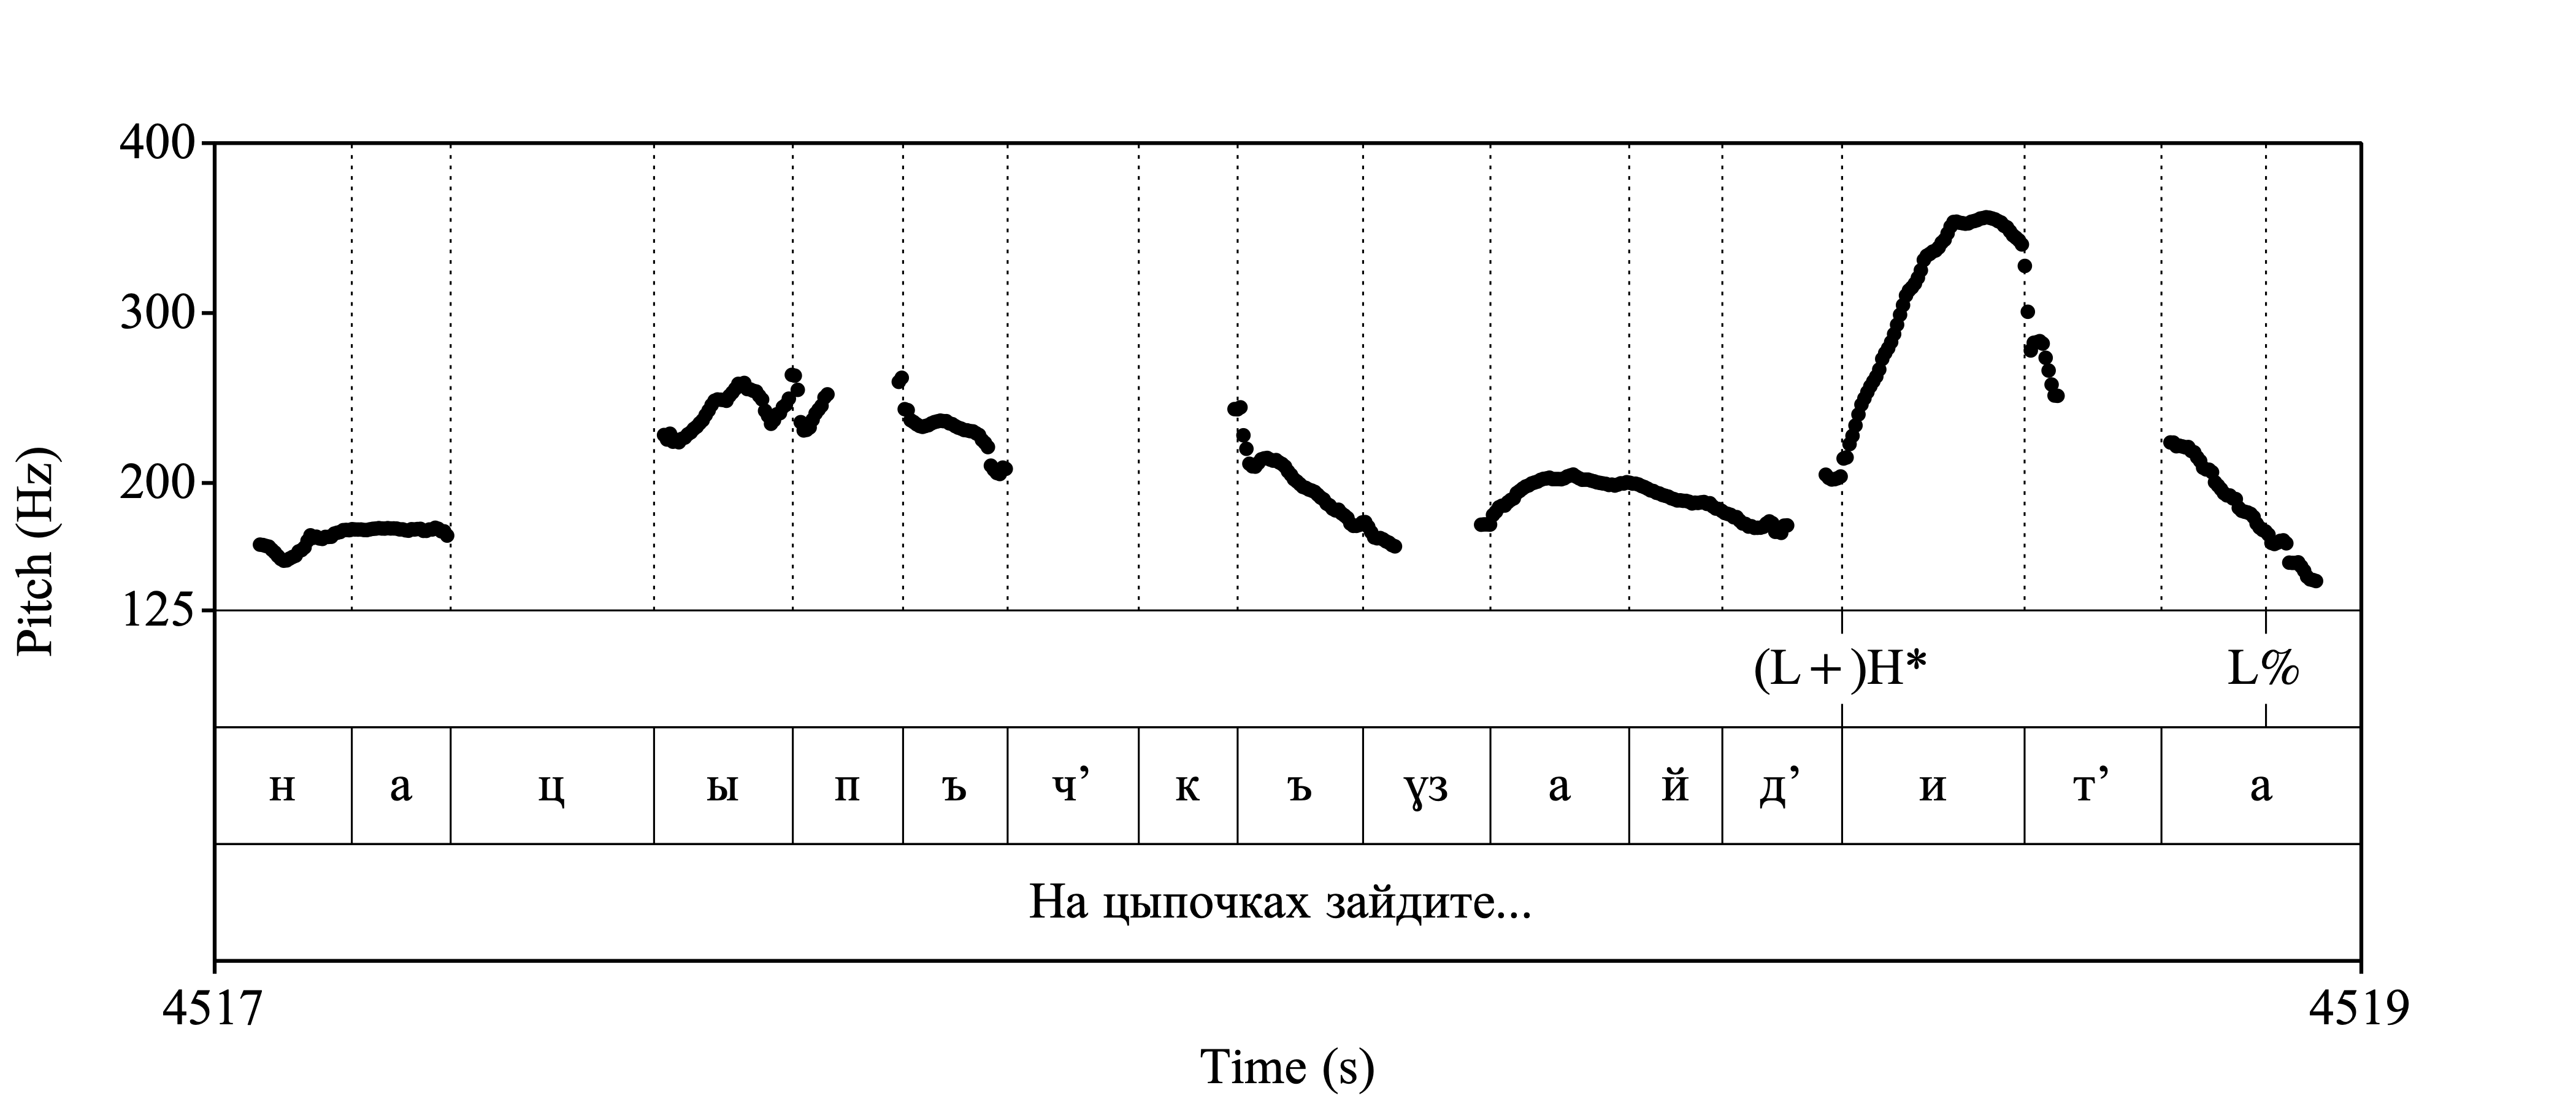 400
300
200
125
Pitch (Hz)
(L+)H* L%
н а ц ы п ъ ч’ к ъ ɣз а й д’ и т’ а
На цыпочках зайдите...
4517 4519
Time (s)